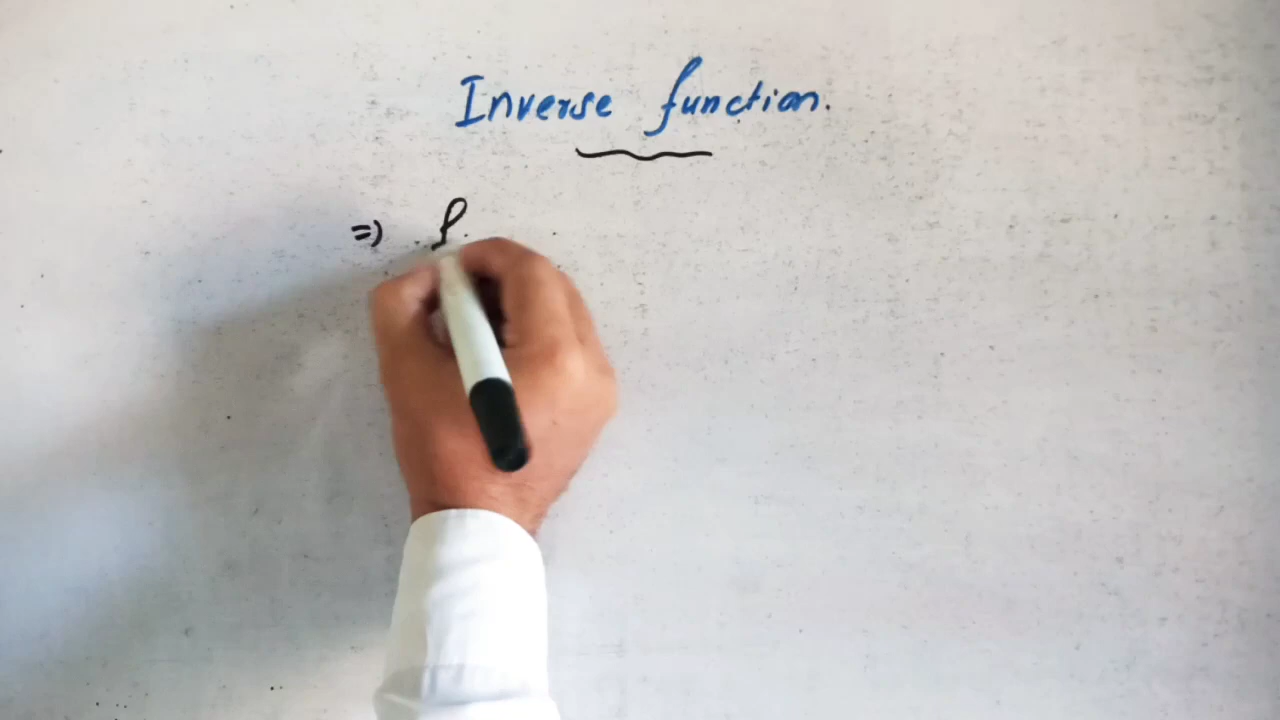 Inverse function.
=> f